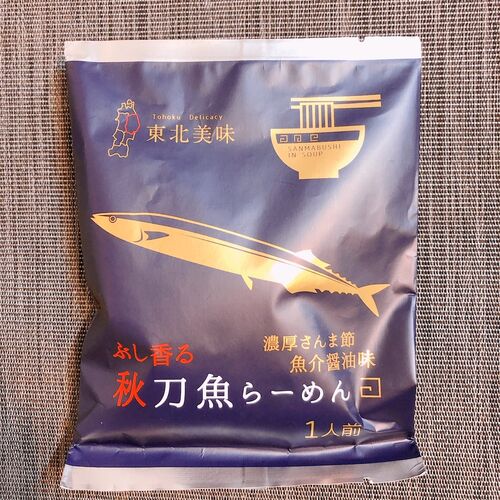 Tohoku Delicacy
東北美味
SANMABUSHI
IN SOUP
濃厚さんま節
魚介醤油味
ぶし香る
秋刀魚らーめん
1人前